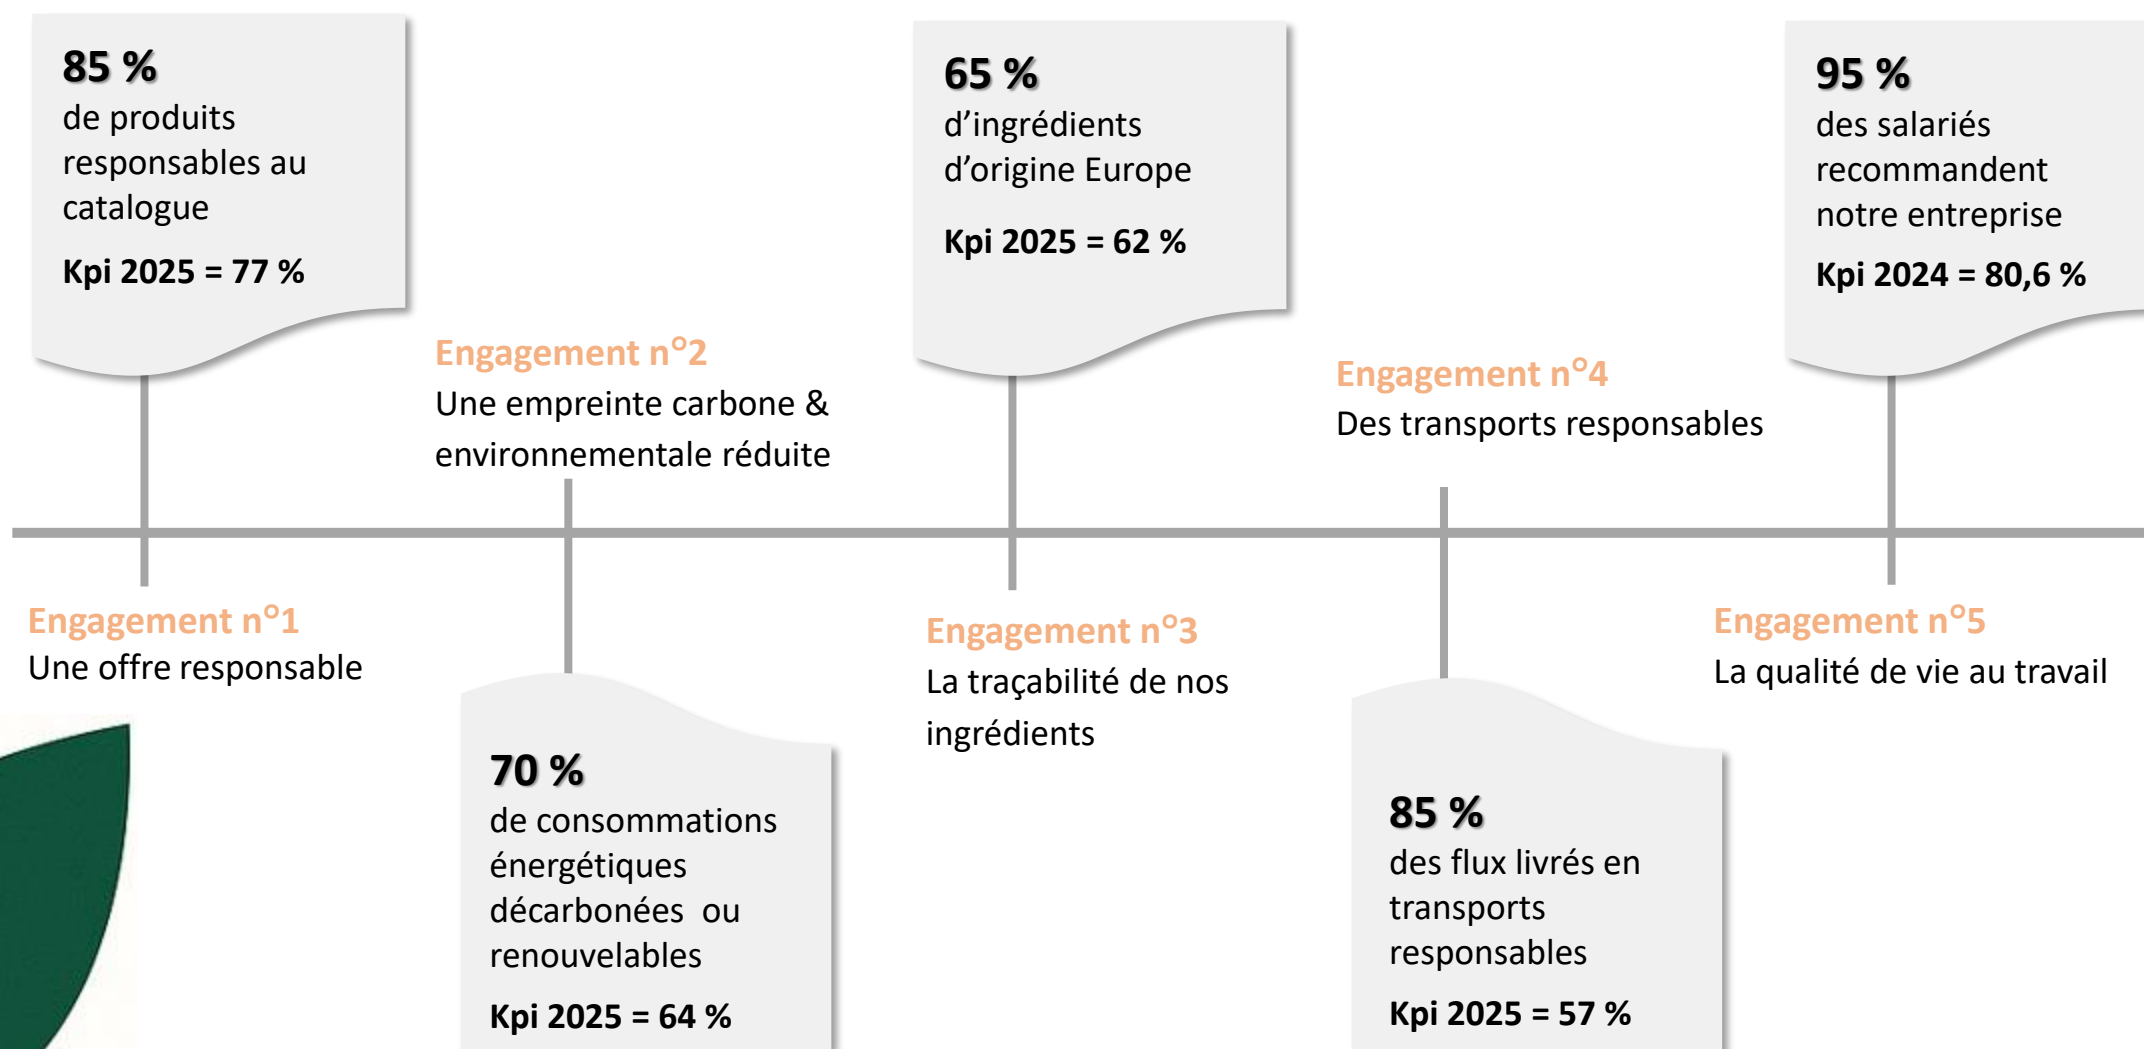 85 %
de produits
responsables au
catalogue
Kpi 2025 = 77 %
Engagement n°1
Une offre responsable
Engagement n°2
Une empreinte carbone &
environnementale réduite
70 %
de consommations
énergétiques
décarbonées  ou
renouvelables
Kpi 2025 = 64 %
65 %
d’ingrédients
d’origine Europe
Kpi 2025 = 62 %
Engagement n°3
La traçabilité de nos
ingrédients
Engagement n°4
Des transports responsables
85 %
des flux livrés en
transports
responsables
Kpi 2025 = 57 %
95 %
des salariés
recommandent
notre entreprise
Kpi 2024 = 80,6 %
Engagement n°5
La qualité de vie au travail